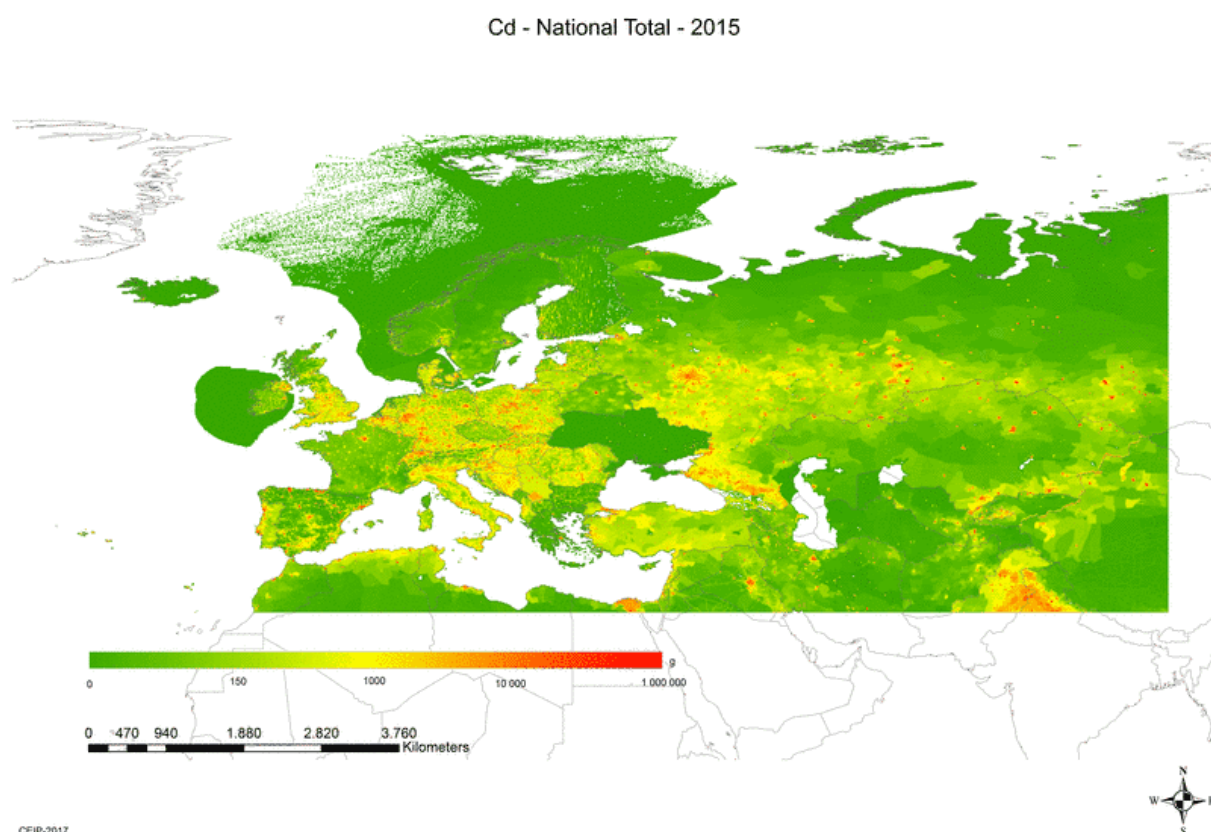 Cd - National Total - 2015
g
0 150 1000 10 000 1.000.000
0 470 940 1.880 2.820 3.760
Kilometers
N
W E
S
CEIP-2017